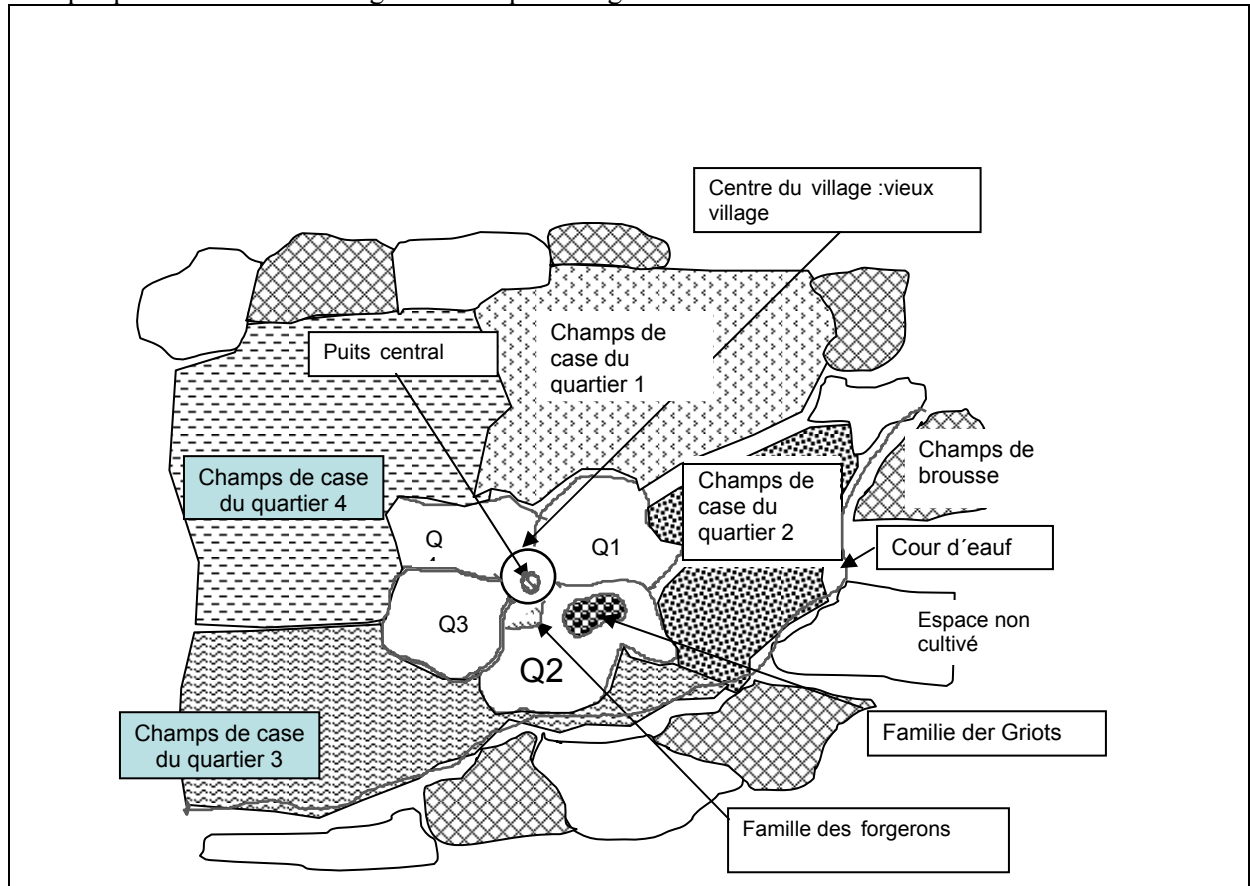 Centre du village :vieux
village
Puits central
Champs de
case du
quartier 1
Champs de case
du quartier 4
Champs de
case du
quartier 2
Champs de
brousse
Q
Q1
Cour d´eauf
Q3
Espace non
cultivé
Q2
Familie der Griots
Champs de case
du quartier 3
Famille des forgerons